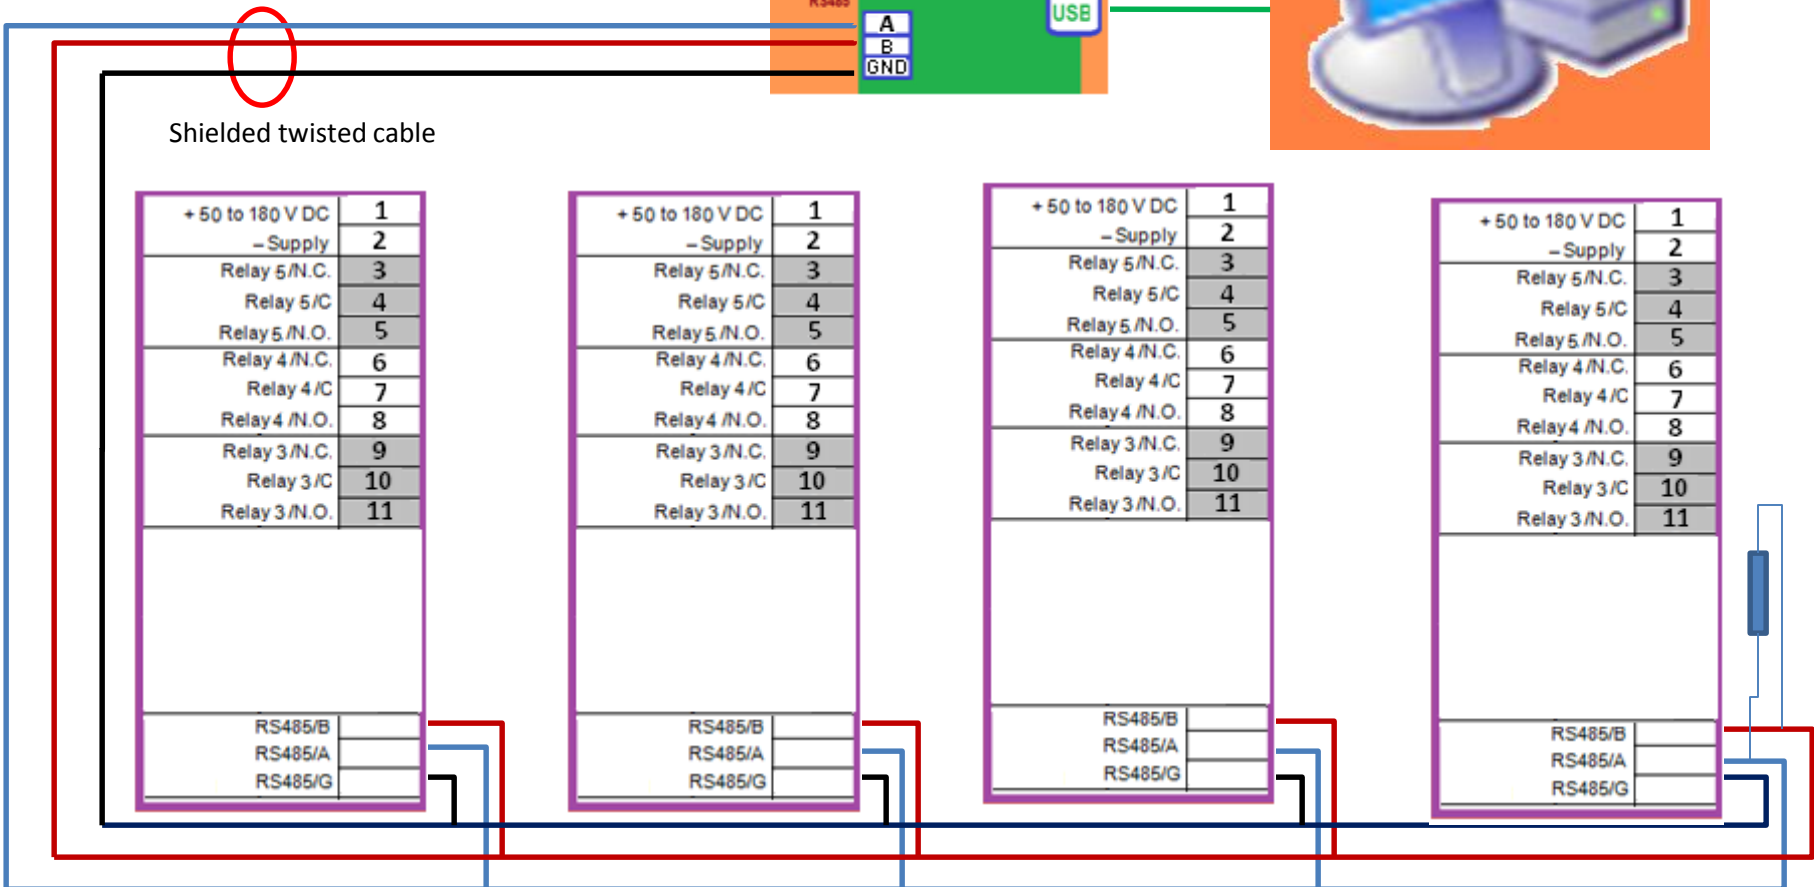 RS485
A
USB
B
GND
Shielded twisted cable
+ 50 to 180 V DC 1
– Supply 2
Relay 5/N.C. 3
Relay 5/C 4
Relay 5/N.O. 5
Relay 4/N.C. 6
Relay 4/C 7
Relay 4/N.O. 8
Relay 3/N.C. 9
Relay 3/C 10
Relay 3/N.O. 11
RS485/B
RS485/A
RS485/G
+ 50 to 180 V DC 1
– Supply 2
Relay 5/N.C. 3
Relay 5/C 4
Relay 5/N.O. 5
Relay 4/N.C. 6
Relay 4/C 7
Relay 4/N.O. 8
Relay 3/N.C. 9
Relay 3/C 10
Relay 3/N.O. 11
RS485/B
RS485/A
RS485/G
+ 50 to 180 V DC 1
– Supply 2
Relay 5/N.C. 3
Relay 5/C 4
Relay 5/N.O. 5
Relay 4/N.C. 6
Relay 4/C 7
Relay 4/N.O. 8
Relay 3/N.C. 9
Relay 3/C 10
Relay 3/N.O. 11
RS485/B
RS485/A
RS485/G
+ 50 to 180 V DC 1
– Supply 2
Relay 5/N.C. 3
Relay 5/C 4
Relay 5/N.O. 5
Relay 4/N.C. 6
Relay 4/C 7
Relay 4/N.O. 8
Relay 3/N.C. 9
Relay 3/C 10
Relay 3/N.O. 11
RS485/B
RS485/A
RS485/G